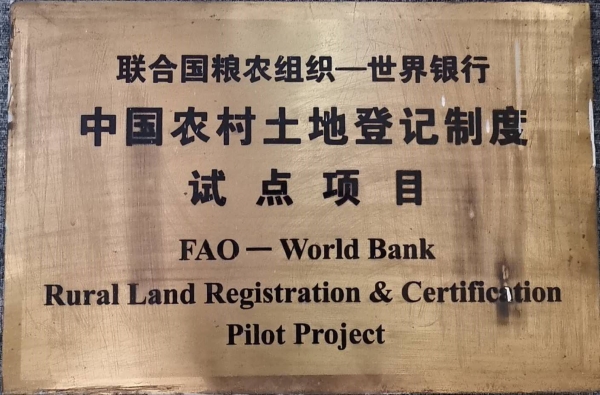 联合国粮农组织—世界银行
中国农村土地登记制度
试点项目
FAO — World Bank
Rural Land Registration & Certification
Pilot Project